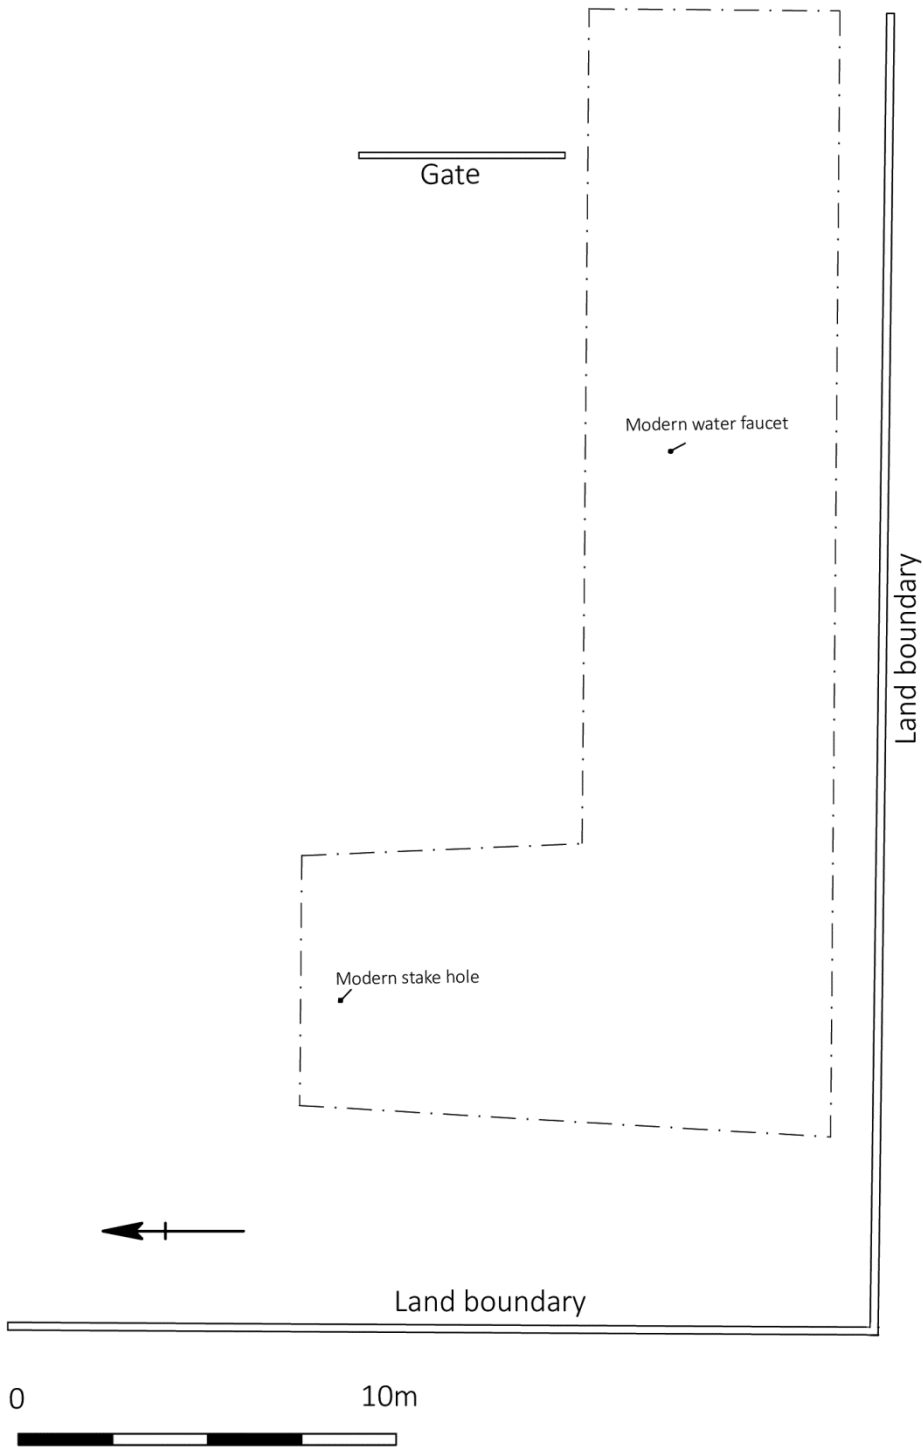 Gate
Modern water faucet
Land boundary
Modern stake hole
Land boundary
0 10m